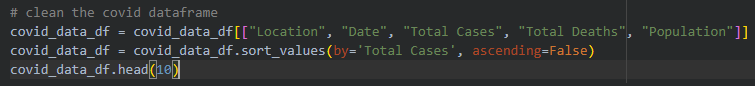 # clean the covid dataframe
covid_data_df = covid_data_df[["Location", "Date", "Total Cases", "Total Deaths", "Population"]]
covid_data_df = covid_data_df.sort_values(by='Total Cases', ascending=False)
covid_data_df.head(10)